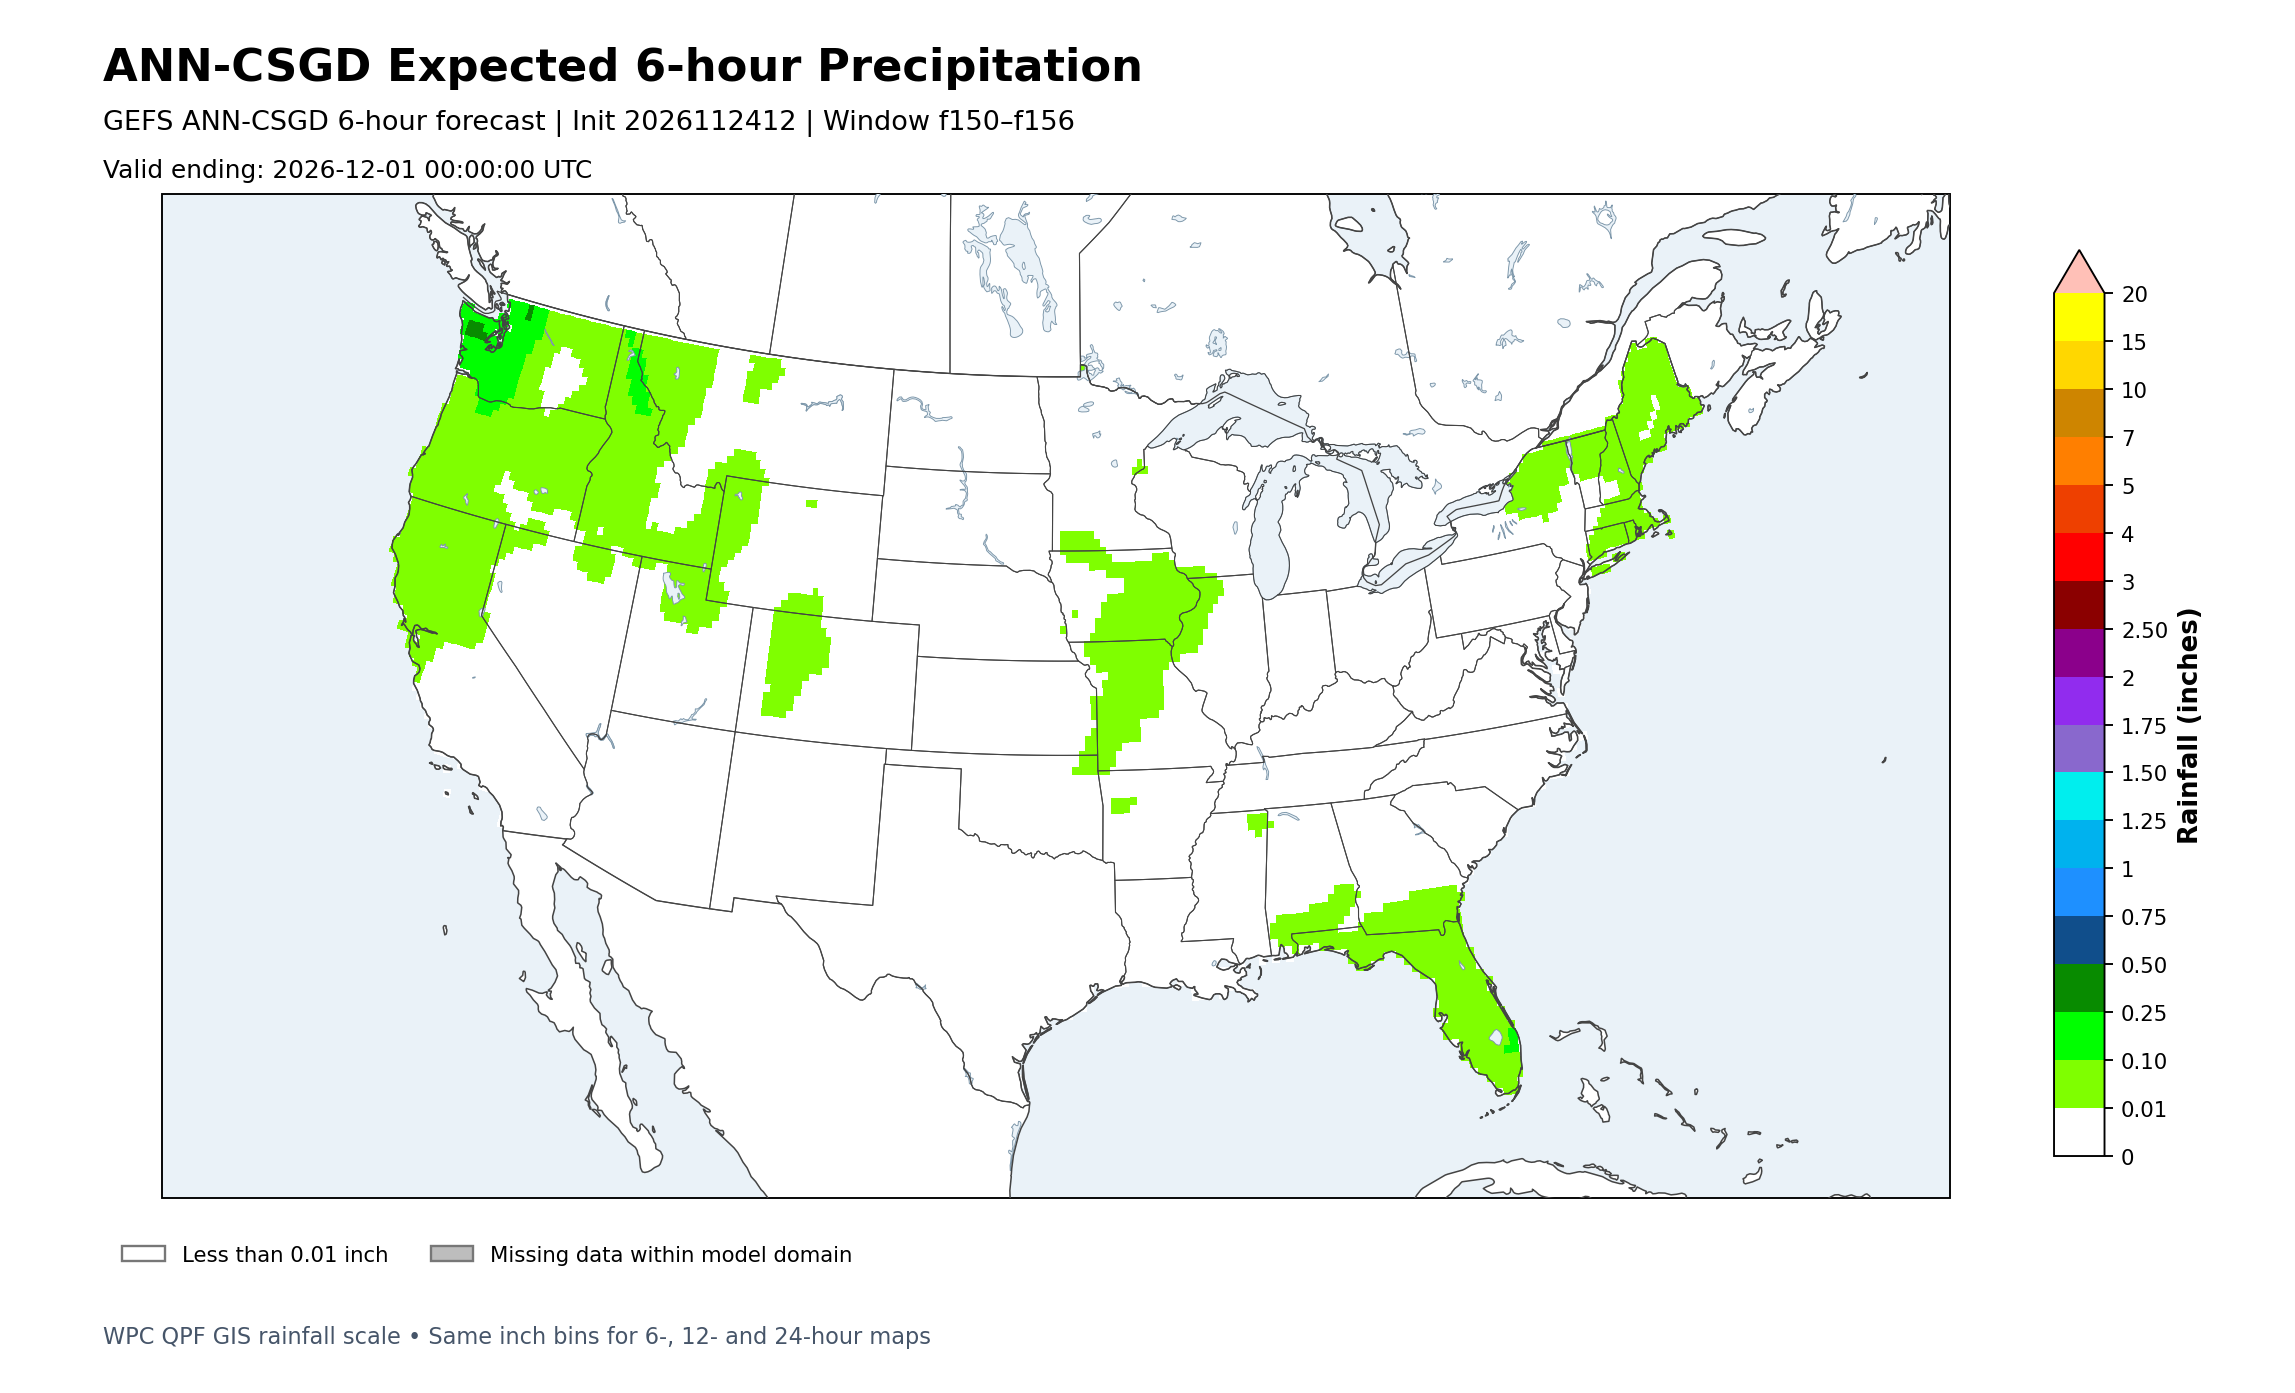 ANN-CSGD Expected 6-hour Precipitation
GEFS ANN-CSGD 6-hour forecast | Init 2026112412 | Window f150–f156
Valid ending: 2026-12-01 00:00:00 UTC
20
15
10
7
5
4
3
2.50
2
1.75
1.50
1.25
1
0.75
0.50
0.25
0.10
0.01
0
Rainfall (inches)
Less than 0.01 inch
Missing data within model domain
WPC QPF GIS rainfall scale • Same inch bins for 6-, 12- and 24-hour maps